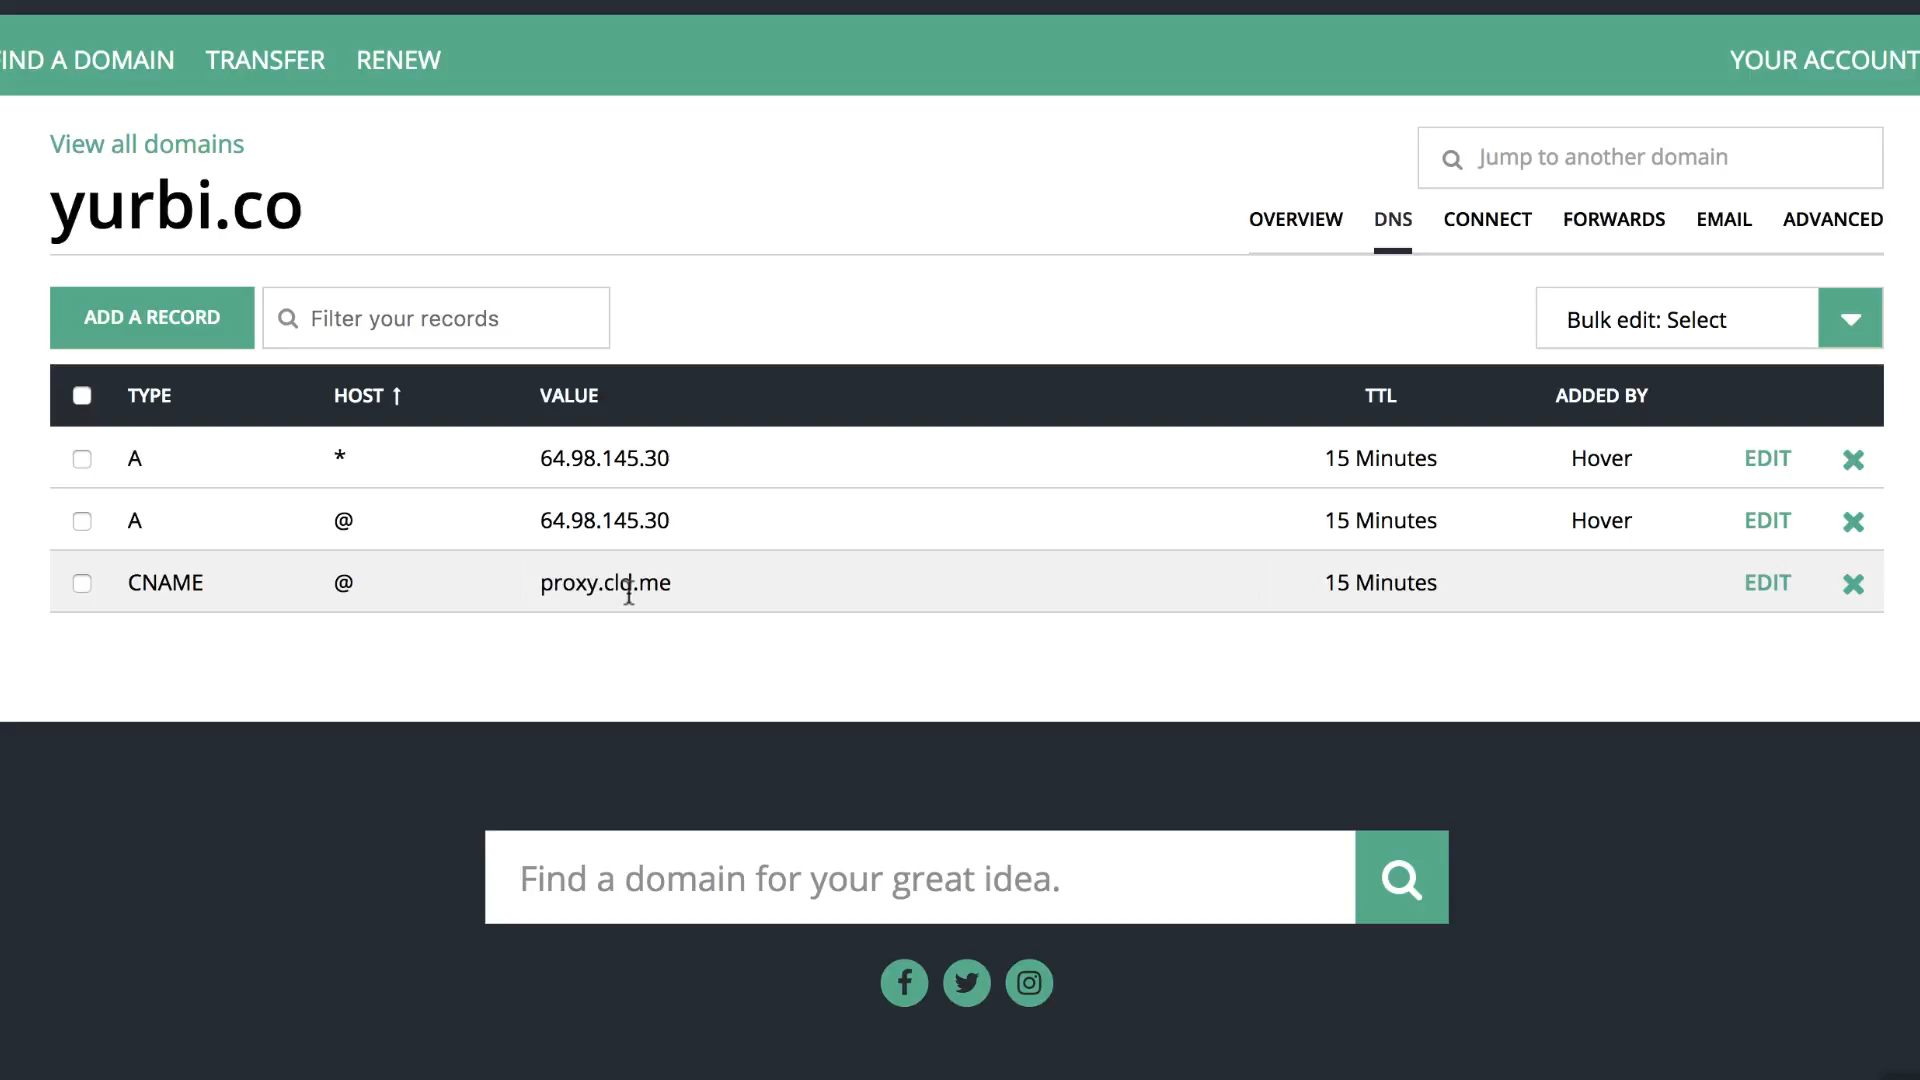 IND A DOMAIN TRANSFER RENEW YOUR ACCOUNT
View all domains
Jump to another domain
yurbi.co
OVERVIEW DNS CONNECT FORWARDS EMAIL ADVANCED
ADD A RECORD Filter your records Bulk edit: Select
TYPE HOST ↑ VALUE TTL ADDED BY
A * 64.98.145.30 15 Minutes Hover EDIT
A @ 64.98.145.30 15 Minutes Hover EDIT
CNAME @ 15 Minutes EDIT
Find a domain for your great idea.